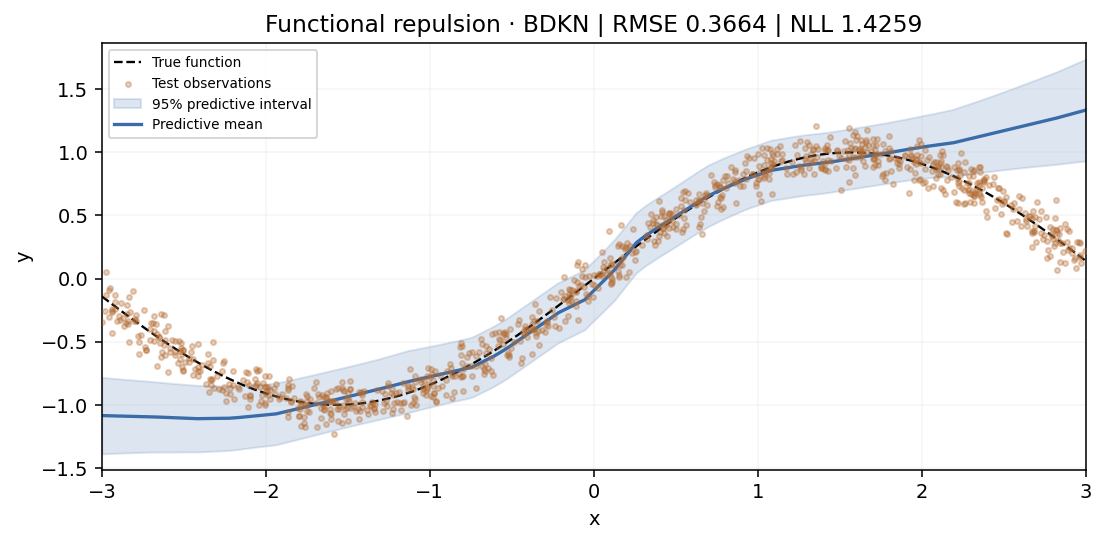 Functional repulsion · BDKN | RMSE 0.3664 | NLL 1.4259
True function
Test observations
95% predictive interval
Predictive mean
1.5
1.0
0.5
0.0
−0.5
−1.0
−1.5
y
−3
−2
−1
0
1
2
3
x